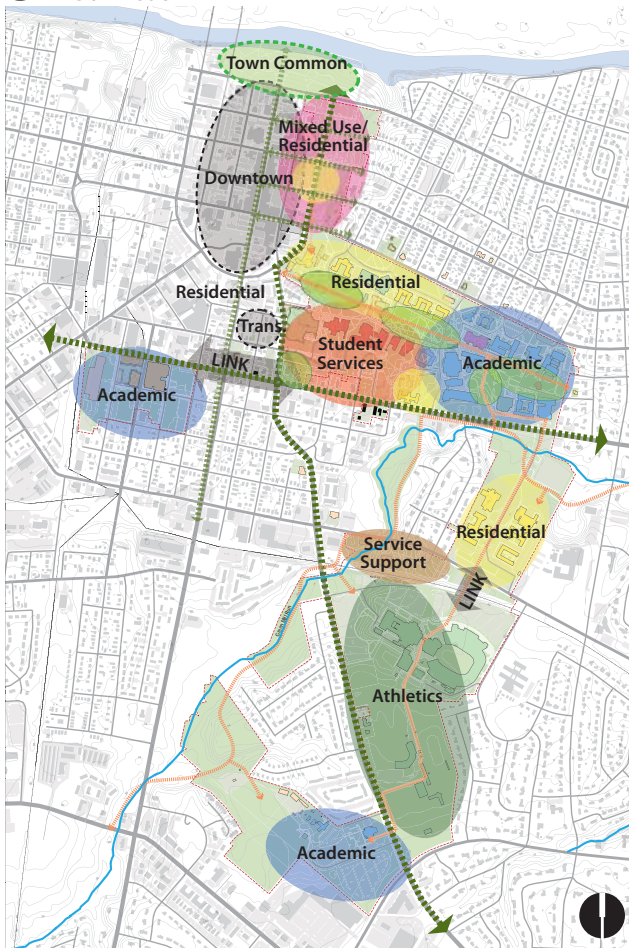 Town Common
Mixed Use/
Residential
Downtown
Residential
Residential
Trans
Student
Services
Academic
LINK
Academic
Residential
Service
Support
LINK
Athletics
Academic